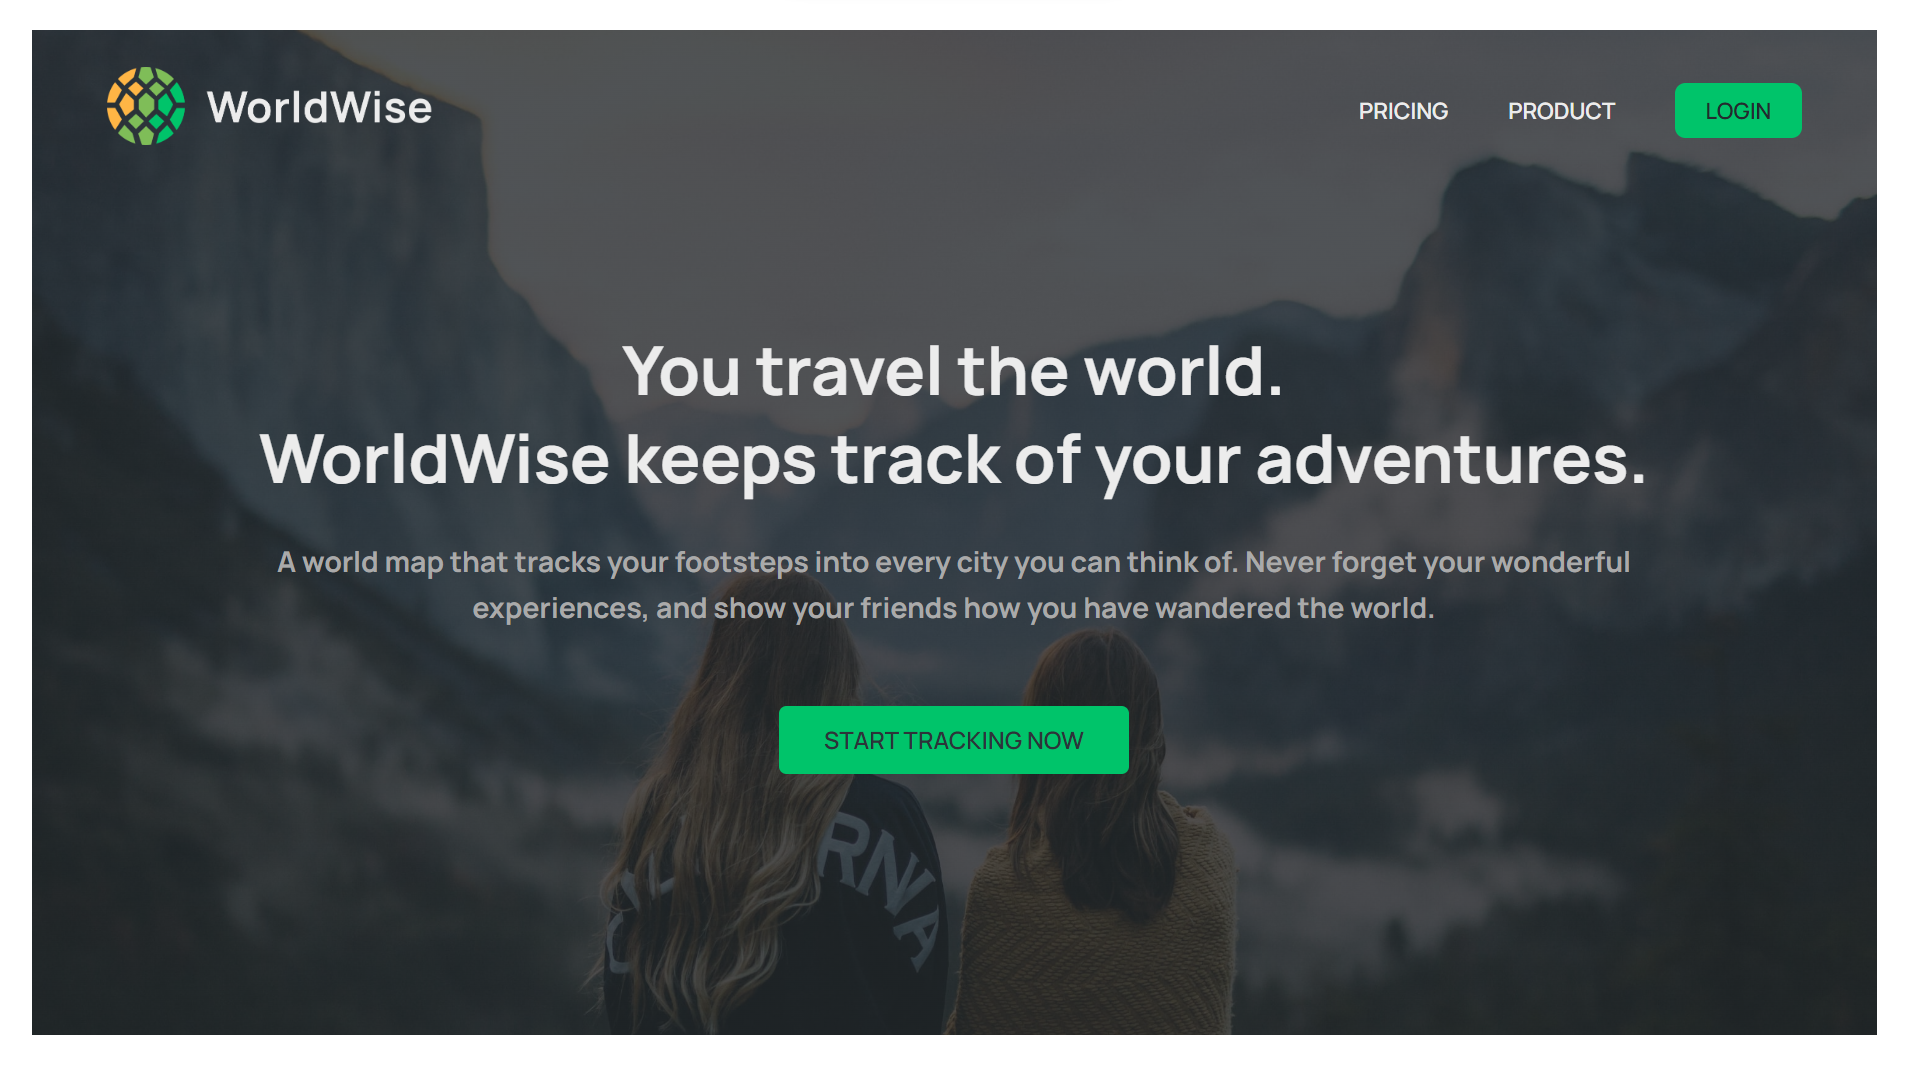 WorldWise
PRICING
PRODUCT
LOGIN
You travel the world.
WorldWise keeps track of your adventures.
A world map that tracks your footsteps into every city you can think of. Never forget your wonderful
experiences, and show your friends how you have wandered the world.
START TRACKING NOW